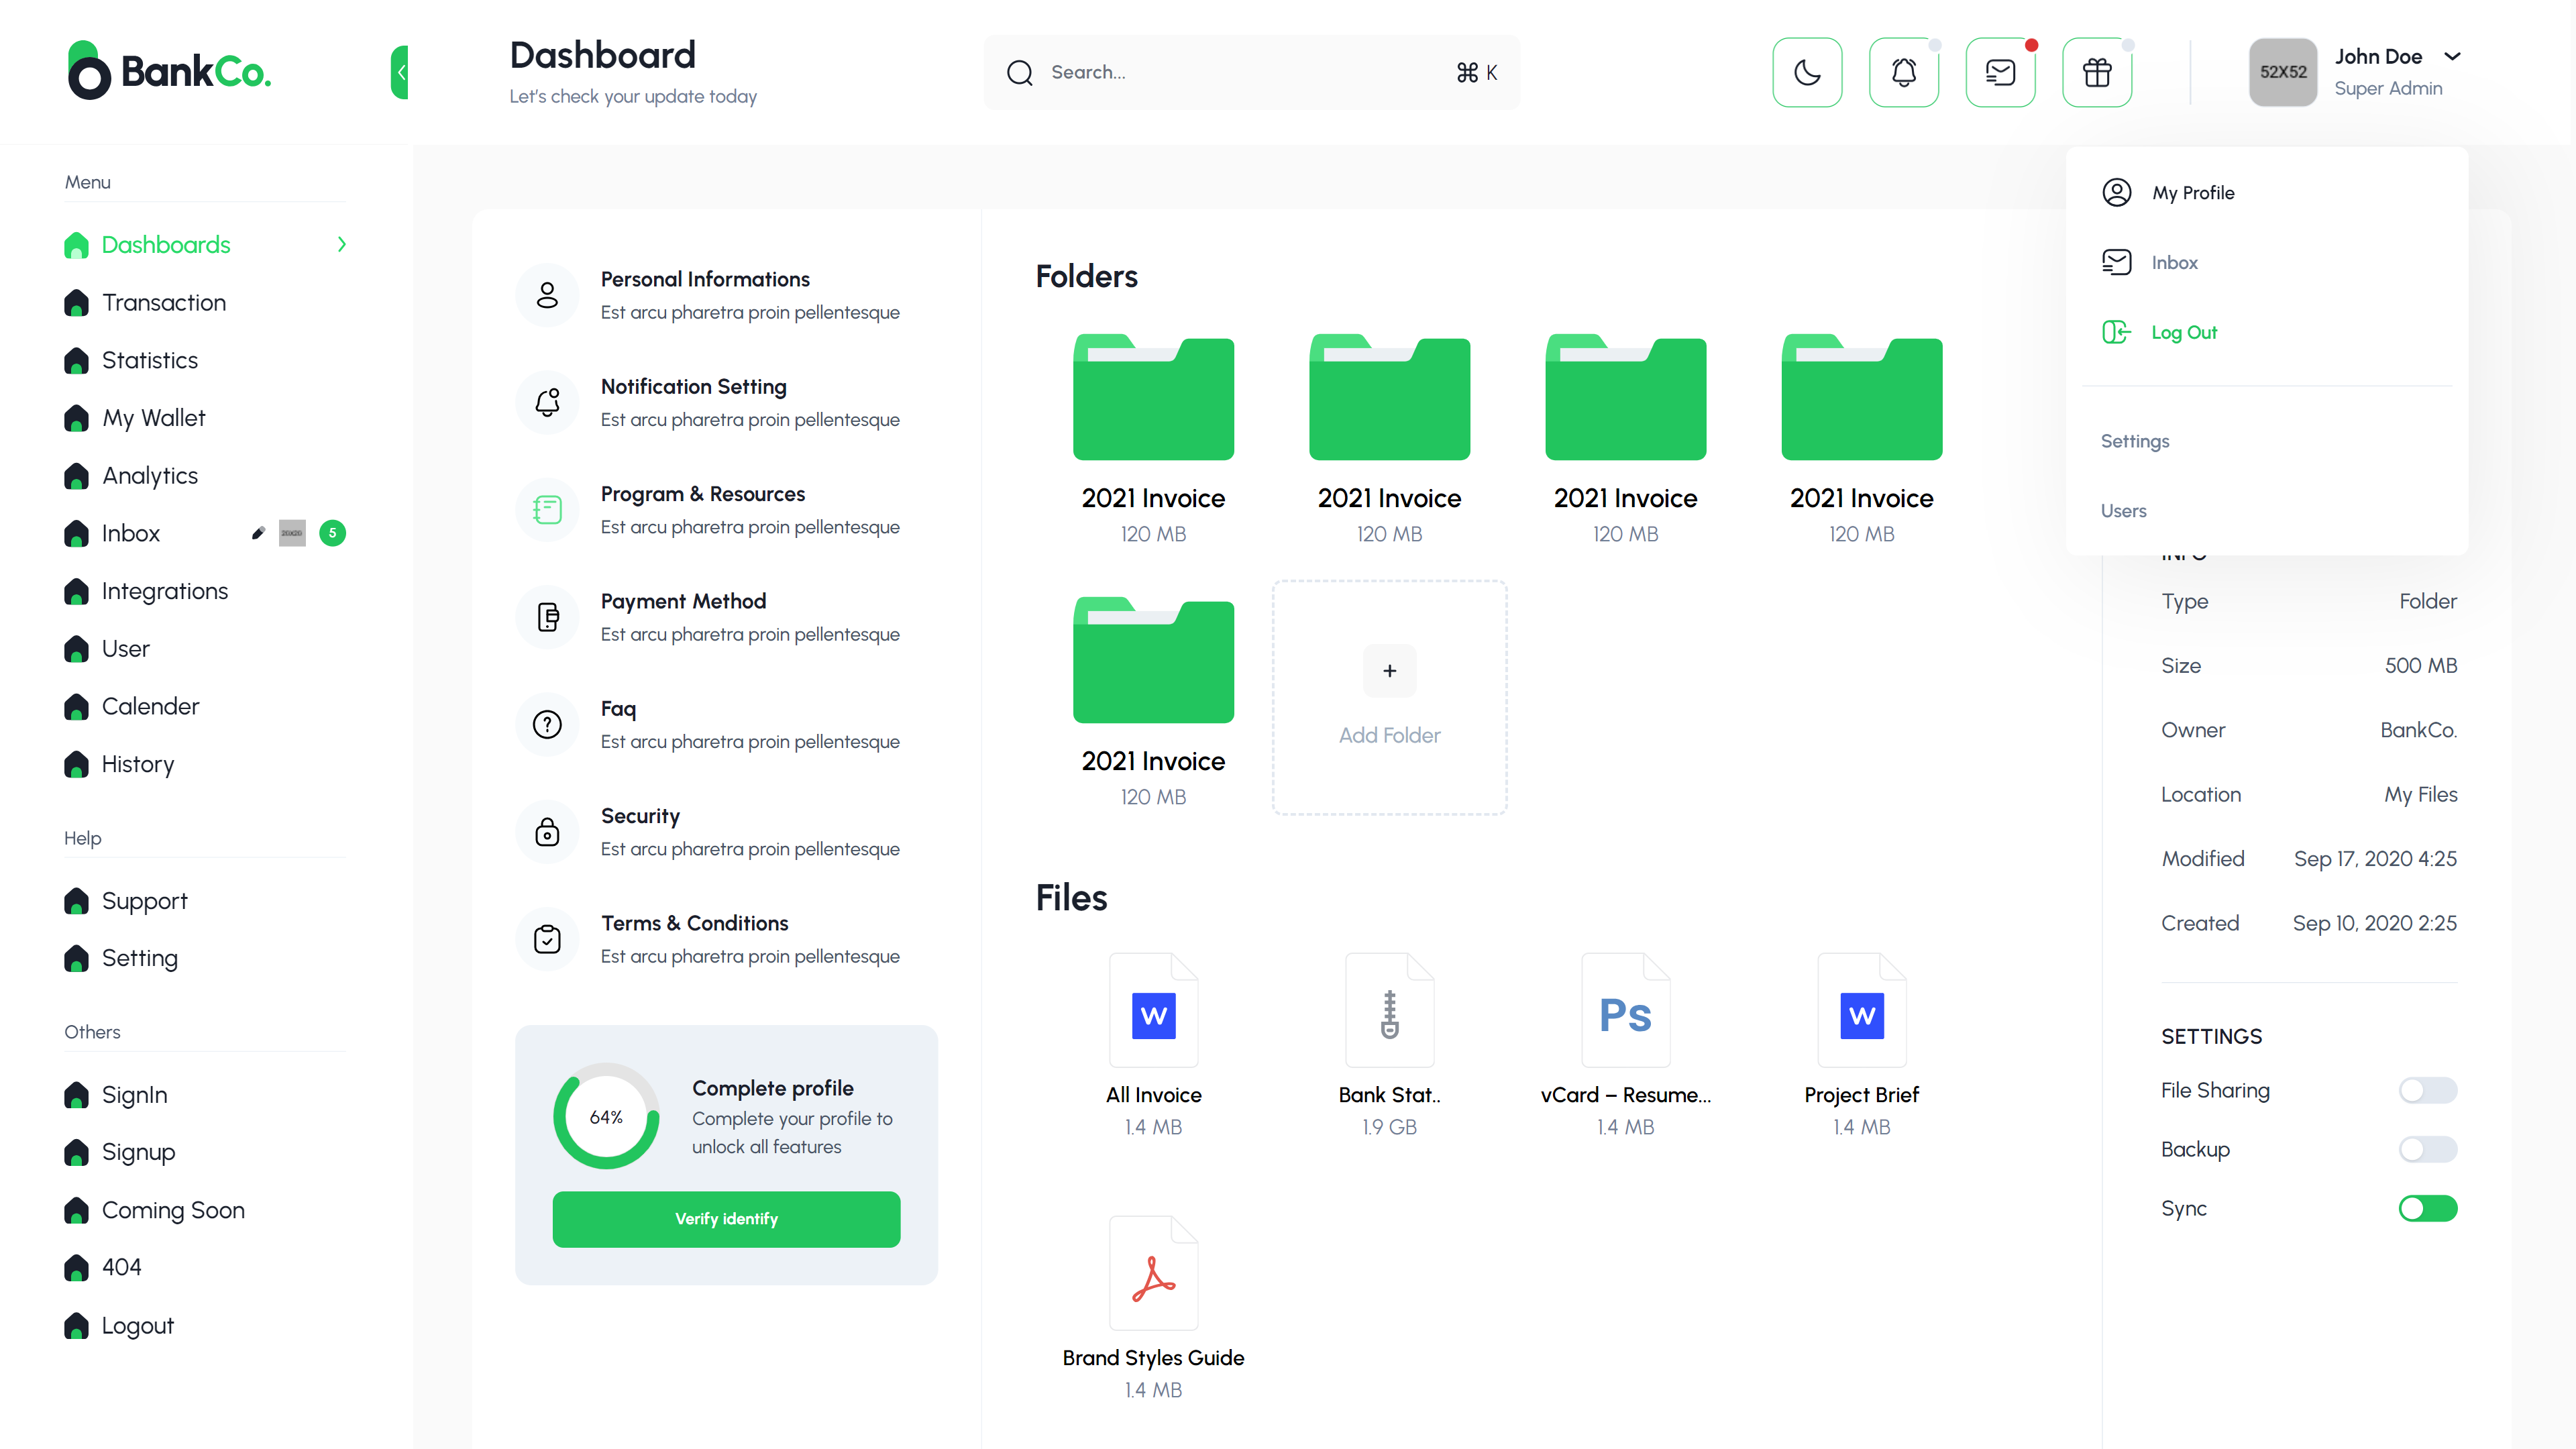 BankCo.
Dashboard
Let's check your update today
Search...
⌘ K
52X52
John Doe
Super Admin
Menu
Dashboards
Transaction
Statistics
My Wallet
Analytics
Inbox
5
Integrations
User
Calender
History
Help
Support
Setting
Others
SignIn
Signup
Coming Soon
404
Logout
Personal Informations
Est arcu pharetra proin pellentesque
Notification Setting
Est arcu pharetra proin pellentesque
Program & Resources
Est arcu pharetra proin pellentesque
Payment Method
Est arcu pharetra proin pellentesque
Faq
Est arcu pharetra proin pellentesque
Security
Est arcu pharetra proin pellentesque
Terms & Conditions
Est arcu pharetra proin pellentesque
64%
Complete profile
Complete your profile to
unlock all features
Verify identify
Folders
2021 Invoice
120 MB
2021 Invoice
120 MB
2021 Invoice
120 MB
2021 Invoice
120 MB
2021 Invoice
120 MB
+
Add Folder
Files
W
All Invoice
1.4 MB
Bank Stat..
1.9 GB
Ps
vCard – Resume...
1.4 MB
W
Project Brief
1.4 MB
Brand Styles Guide
1.4 MB
My Profile
Inbox
Log Out
Settings
Users
Type Folder
Size 500 MB
Owner BankCo.
Location My Files
Modified Sep 17, 2020 4:25
Created Sep 10, 2020 2:25
SETTINGS
File Sharing
Backup
Sync